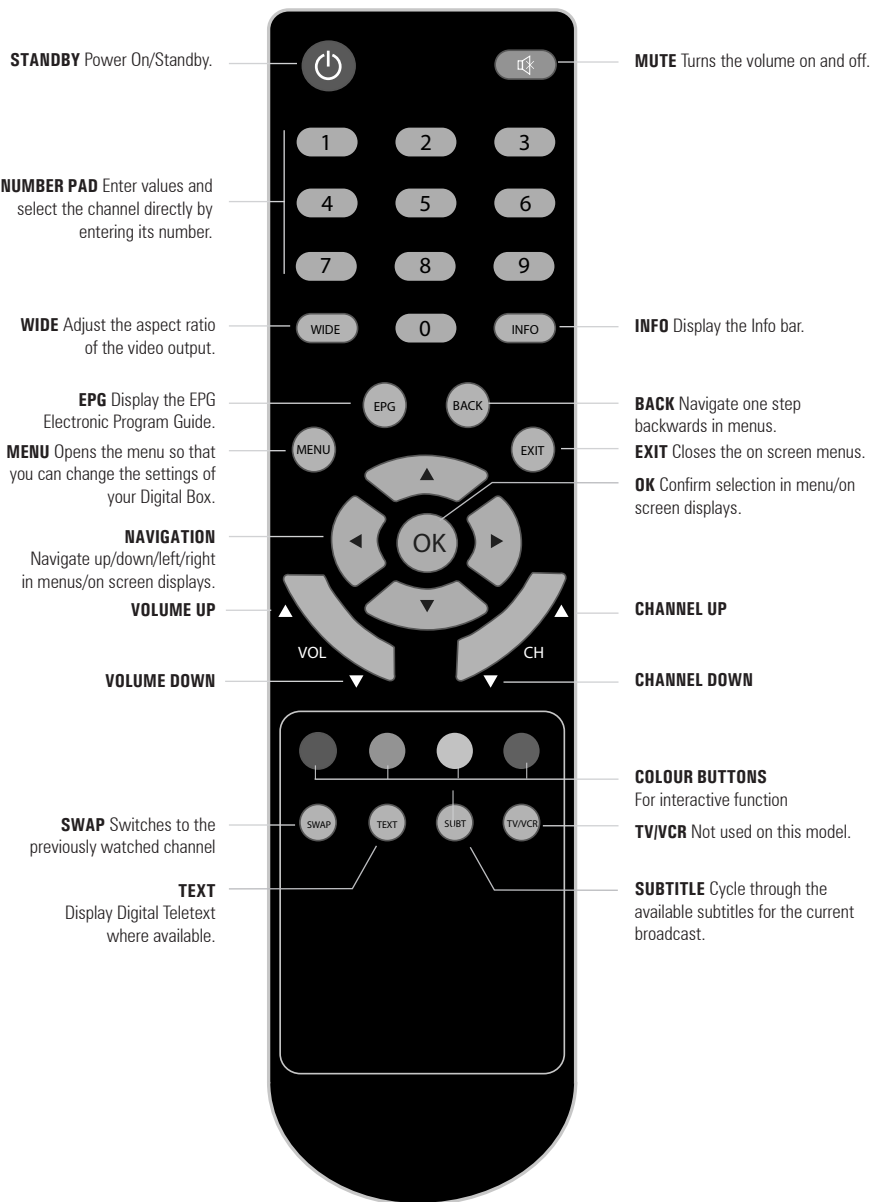 STANDBY Power On/Standby.
MUTE Turns the volume on and off.
1 2 3
NUMBER PAD Enter values and
select the channel directly by
entering its number.
4 5 6
7 8 9
WIDE Adjust the aspect ratio
of the video output.
WIDE 0 INFO
INFO Display the Info bar.
EPG Display the EPG
Electronic Program Guide.
EPG BACK
BACK Navigate one step
backwards in menus.
MENU Opens the menu so that
you can change the settings of
your Digital Box.
MENU EXIT
EXIT Closes the on screen menus.
OK Confirm selection in menu/on
screen displays.
NAVIGATION
Navigate up/down/left/right
in menus/on screen displays.
OK
VOLUME UP
CHANNEL UP
VOL CH
VOLUME DOWN
CHANNEL DOWN
COLOUR BUTTONS
For interactive function
SWAP Switches to the
previously watched channel
SWAP TEXT SUBT TV/VCR
TV/VCR Not used on this model.
TEXT
Display Digital Teletext
where available.
SUBTITLE Cycle through the
available subtitles for the current
broadcast.